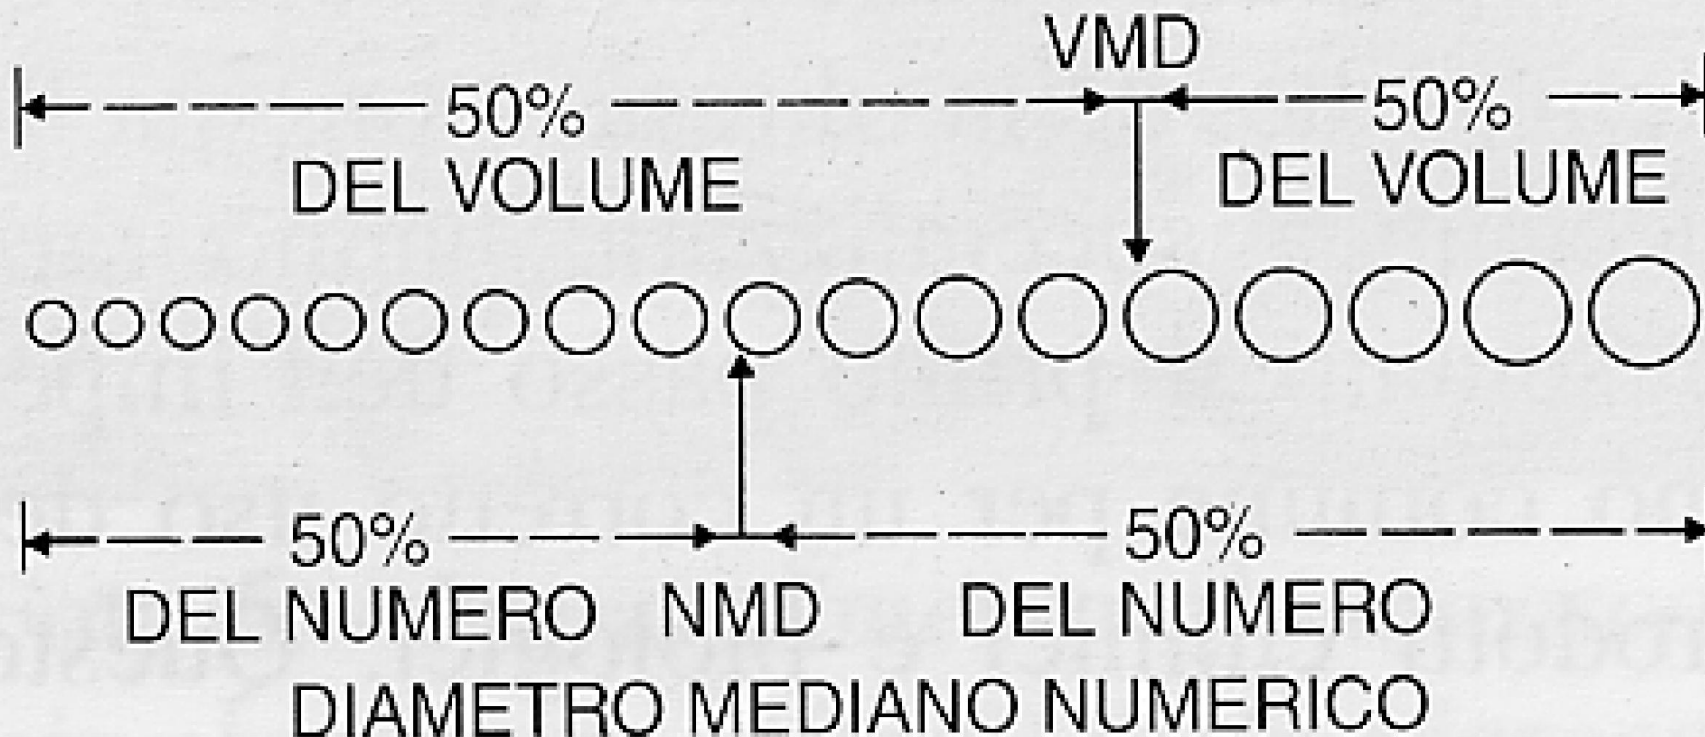 VMD
50% 50%
DEL VOLUME DEL VOLUME
50% 50%
DEL NUMERO NMD DEL NUMERO
DIAMETRO MEDIANO NUMERICO